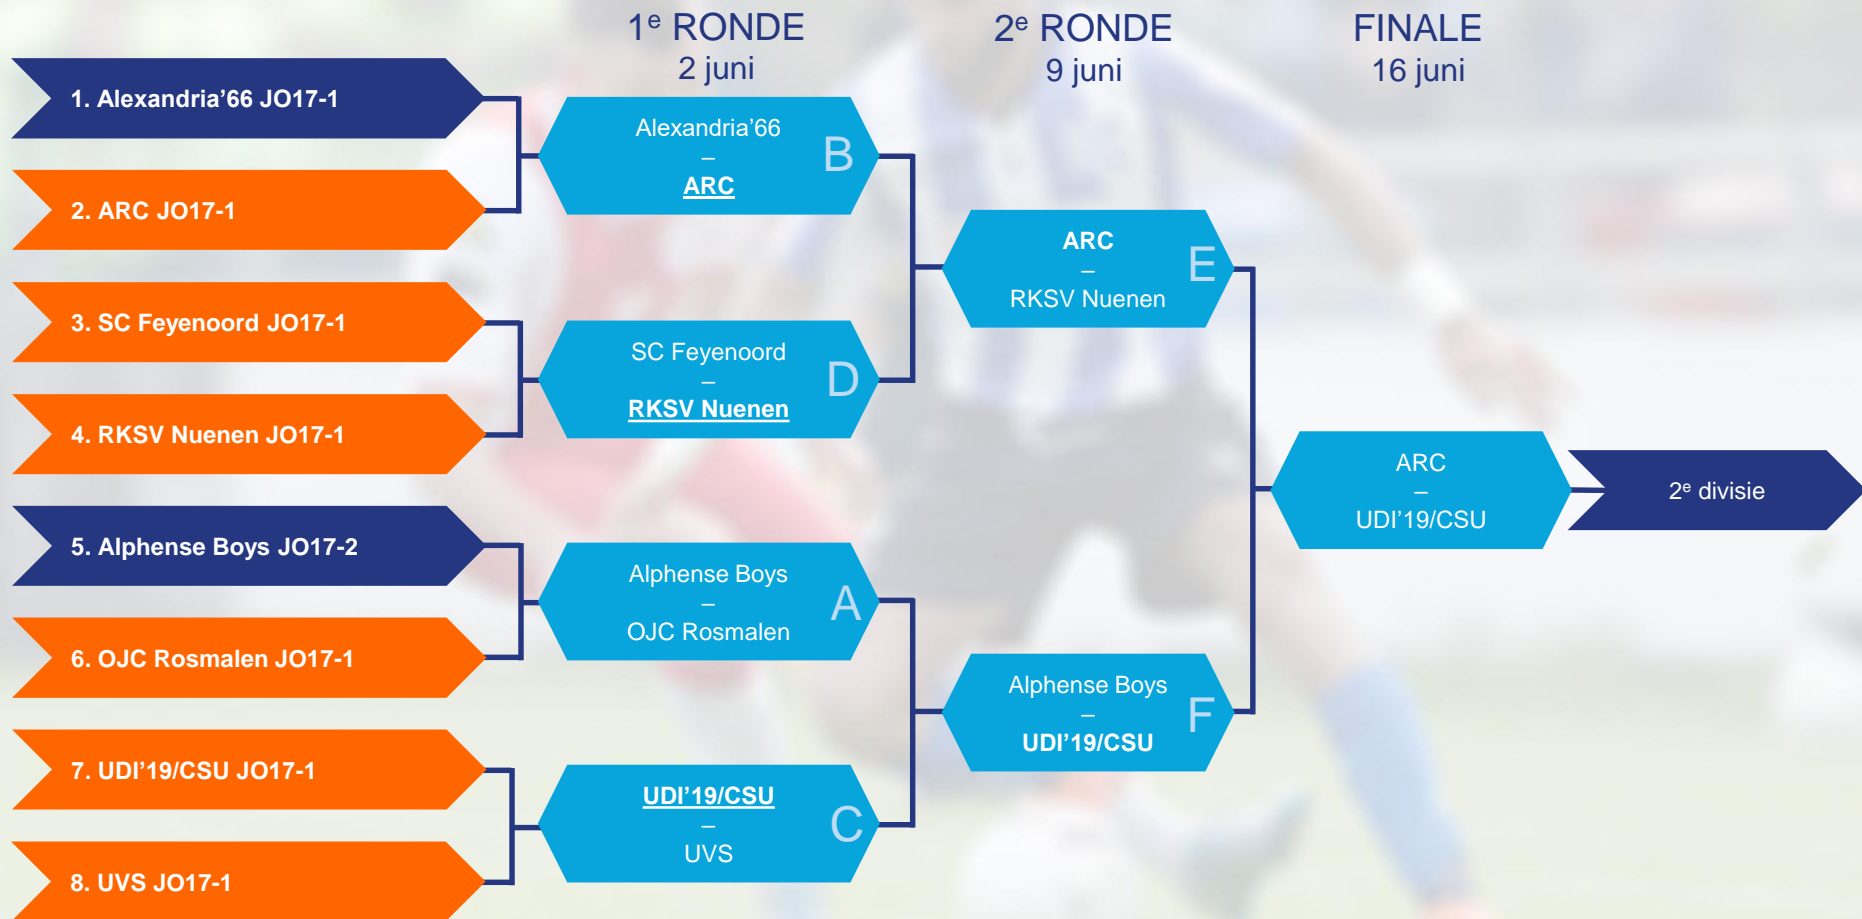 1e RONDE
2 juni
2e RONDE
9 juni
FINALE
16 juni
1. Alexandria’66 JO17-1
2. ARC JO17-1
3. SC Feyenoord JO17-1
4. RKSV Nuenen JO17-1
5. Alphense Boys JO17-2
6. OJC Rosmalen JO17-1
7. UDI’19/CSU JO17-1
8. UVS JO17-1
Alexandria’66
–
ARC
B
SC Feyenoord
–
RKSV Nuenen
D
Alphense Boys
–
OJC Rosmalen
A
UDI’19/CSU
–
UVS
C
ARC
–
RKSV Nuenen
E
Alphense Boys
–
UDI’19/CSU
F
ARC
–
UDI’19/CSU
2e divisie